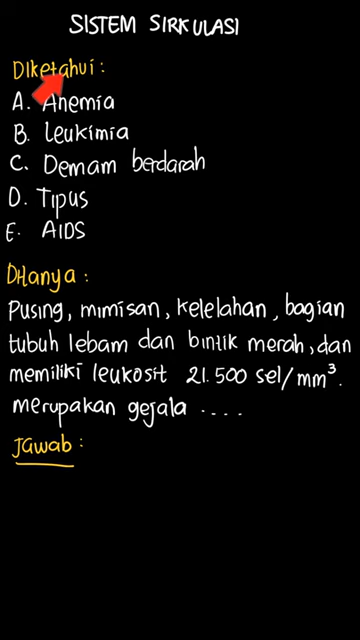 SISTEM SIRKULASI
Diketahui :
A. Anemia
B. Leukimia
C. Demam berdarah
D. Tipus
E. AIDS
DHanya :
Pusing, mimisan, kelelahan, bagian
tubuh lebam dan bintik merah, dan
memiliki leukosit 21.500 sel/mm³.
merupakan gejala ....
Jawab :